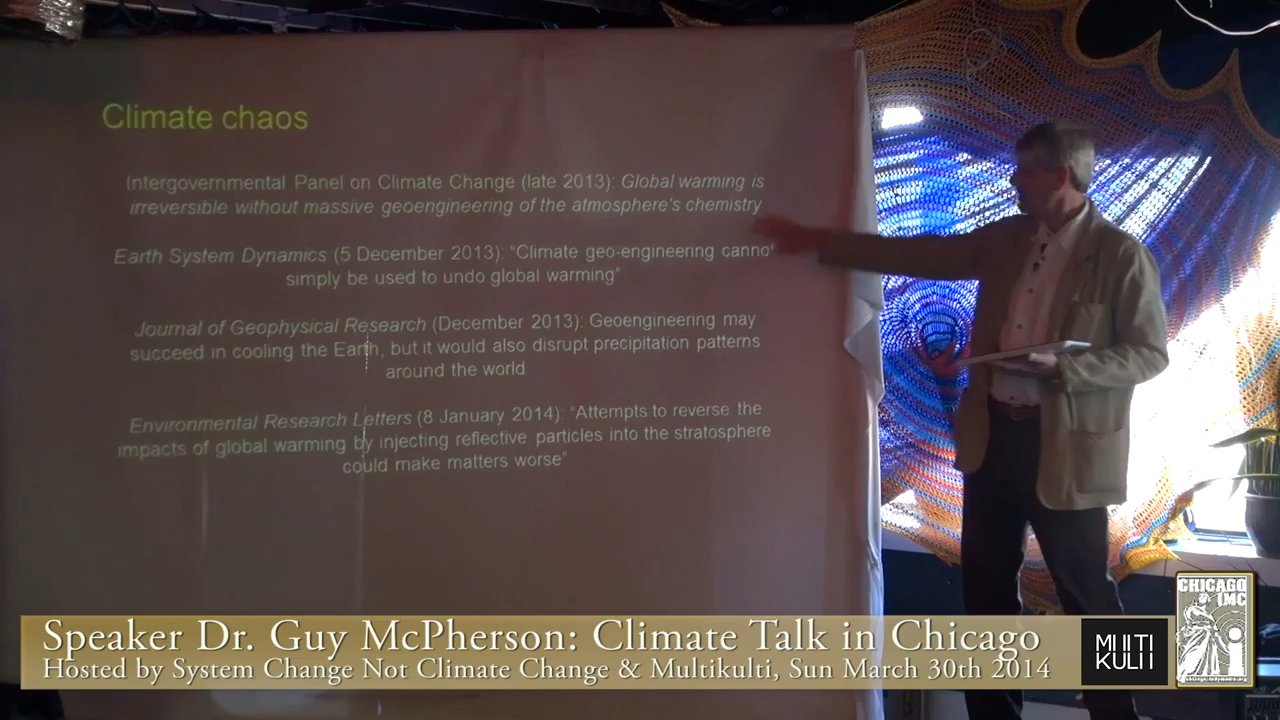 Climate chaos
Intergovernmental Panel on Climate Change (late 2013): Global warming is
irreversible without massive geoengineering of the atmosphere's chemistry
Earth System Dynamics (5 December 2013): "Climate geo-engineering canno
simply be used to undo global warming"
Journal of Geophysical Research (December 2013): Geoengineering may
succeed in cooling the Earth, but it would also disrupt precipitation patterns
around the world
Environmental Research Letters (8 January 2014): "Attempts to reverse the
impacts of global warming by injecting reflective particles into the stratosphere
could make matters worse"
Speaker Dr. Guy McPherson: Climate Talk in Chicago
Hosted by System Change Not Climate Change & Multikulti, Sun March 30th 2014
MULTI
KULTI
CHICAGO
IMC